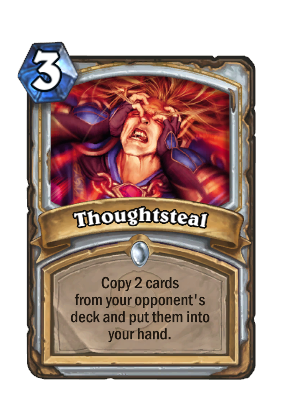 3
Thoughtsteal
Copy 2 cards
from your opponent's
deck and put them into
your hand.